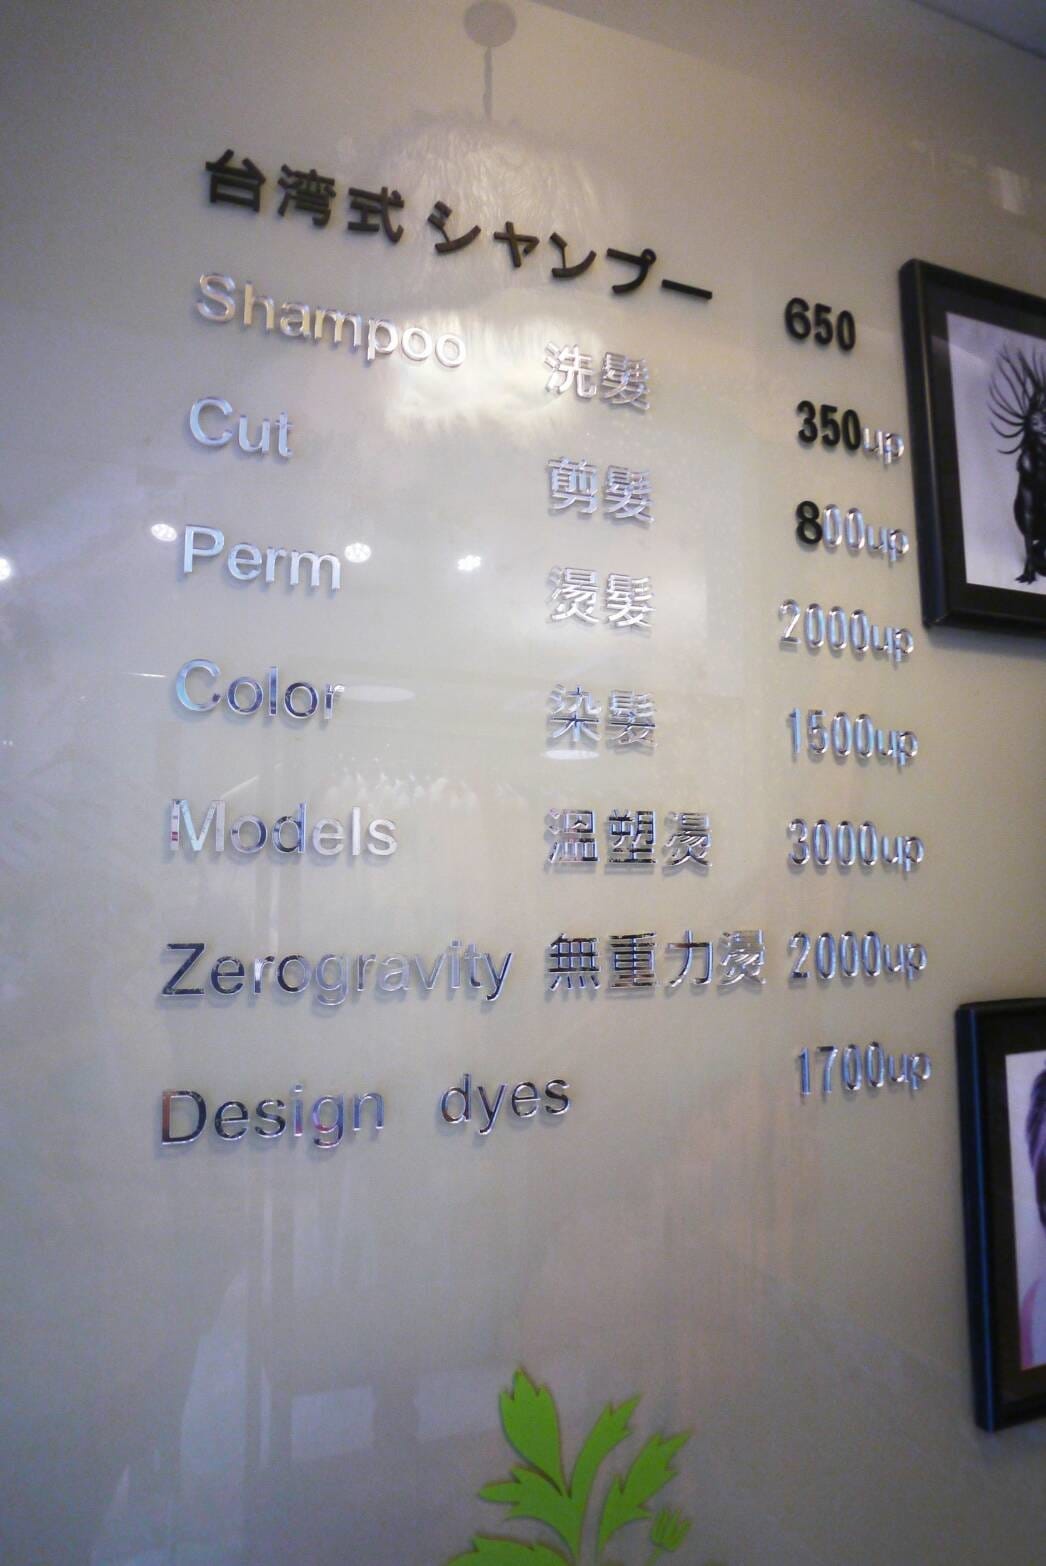 台湾式 シャンプー 650
Shampoo 洗髮 350up
Cut 剪髮 800up
Perm 燙髮 2000up
Color 染髮 1500up
Models 溫塑燙 3000up
Zerogravity 無重力燙 2000up
Design dyes 1700up